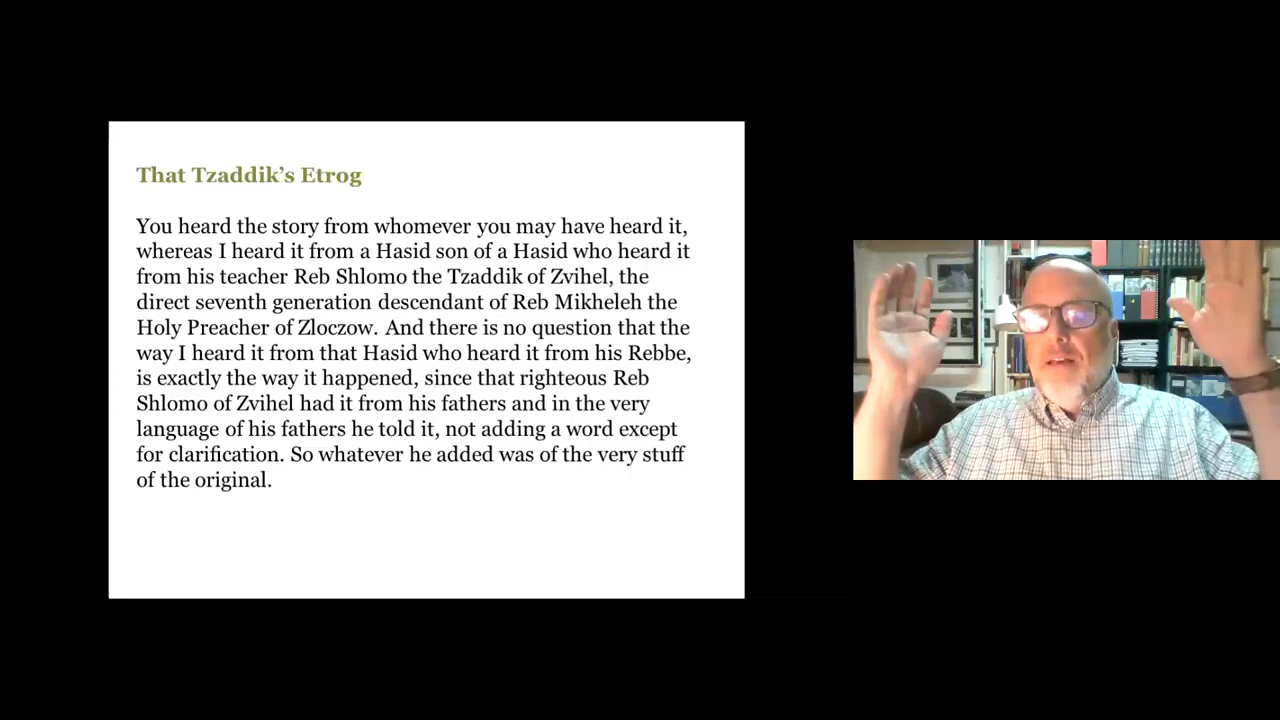 That Tzaddik’s Etrog
You heard the story from whomever you may have heard it,
whereas I heard it from a Hasid son of a Hasid who heard it
from his teacher Reb Shlomo the Tzaddik of Zvihel, the
direct seventh generation descendant of Reb Mikheleh the
Holy Preacher of Zloczow. And there is no question that the
way I heard it from that Hasid who heard it from his Rebbe,
is exactly the way it happened, since that righteous Reb
Shlomo of Zvihel had it from his fathers and in the very
language of his fathers he told it, not adding a word except
for clarification. So whatever he added was of the very stuff
of the original.